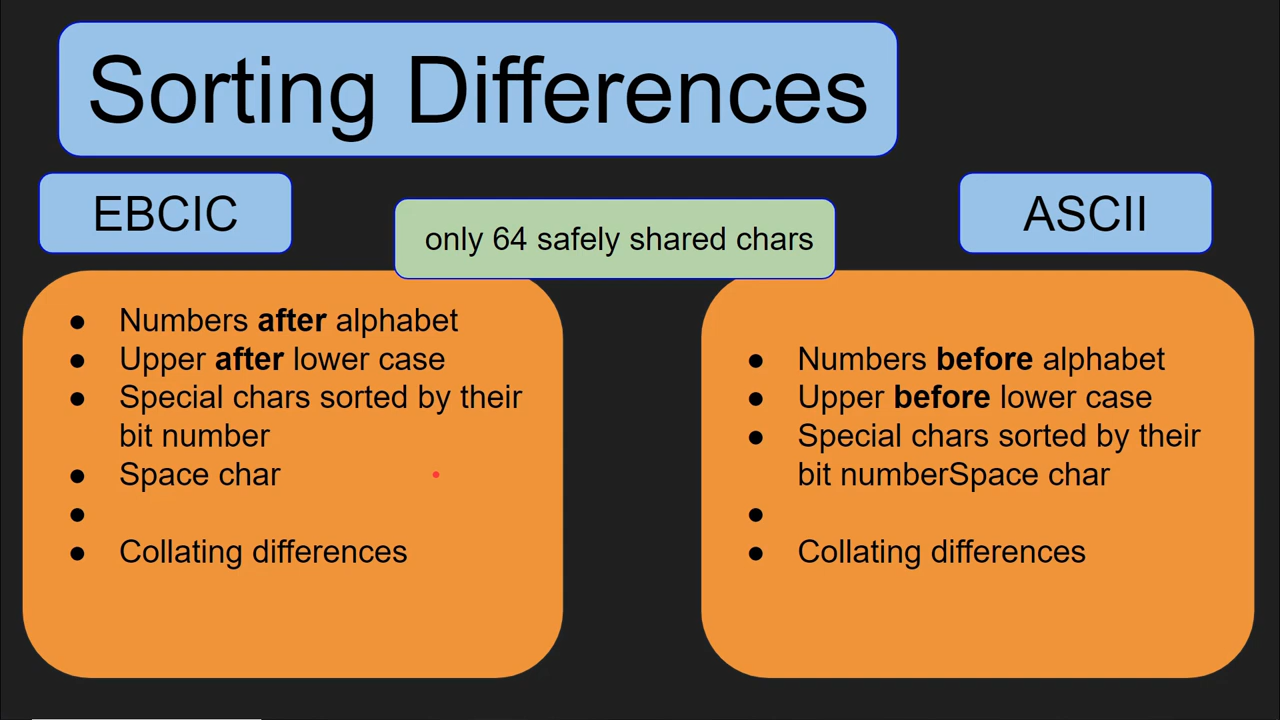 Sorting Differences
EBCIC
only 64 safely shared chars
ASCII
● Numbers after alphabet
● Upper after lower case
● Special chars sorted by their
bit number
● Space char
●
● Collating differences
● Numbers before alphabet
● Upper before lower case
● Special chars sorted by their
bit numberSpace char
●
● Collating differences